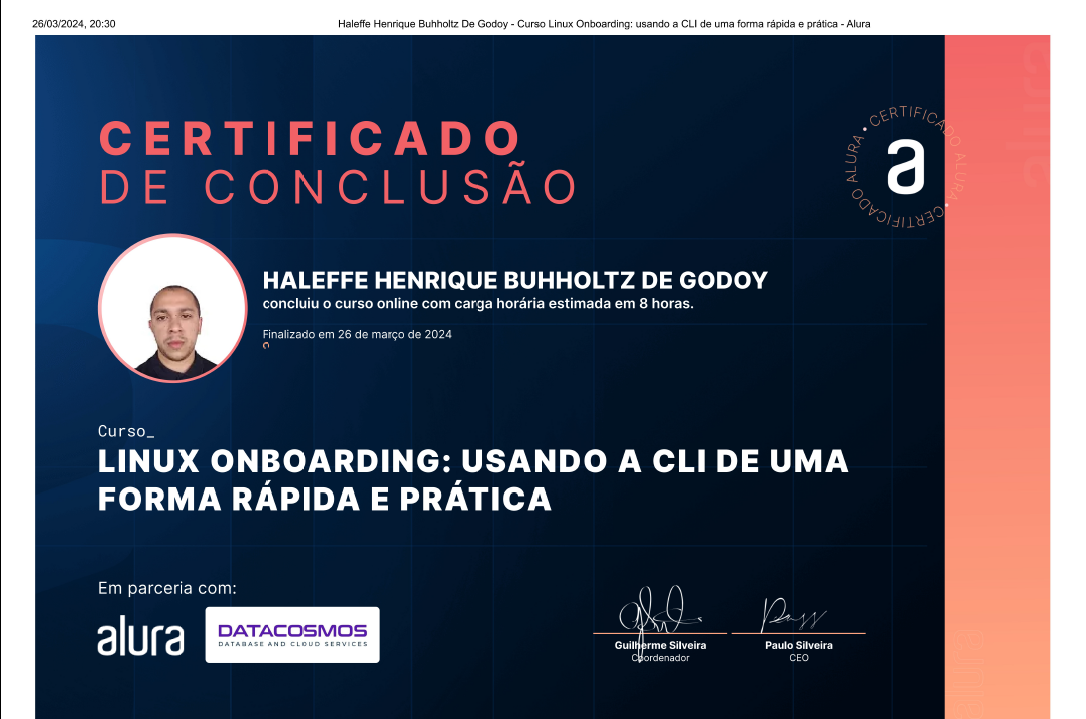 26/03/2024, 20:30
Haleffe Henrique Buhholtz De Godoy - Curso Linux Onboarding: usando a CLI de uma forma rápida e prática - Alura
CERTIFICADO
DE CONCLUSÃO
CERTIFICADO ALURA • CERTIFICADO ALURA •
a
HALEFFE HENRIQUE BUHHOLTZ DE GODOY
concluiu o curso online com carga horária estimada em 8 horas.
Finalizado em 26 de março de 2024
Curso_
LINUX ONBOARDING: USANDO A CLI DE UMA
FORMA RÁPIDA E PRÁTICA
Em parceria com:
alura
DATACOSMOS
DATABASE AND CLOUD SERVICES
Guilherme Silveira
Coordenador
Paulo Silveira
CEO